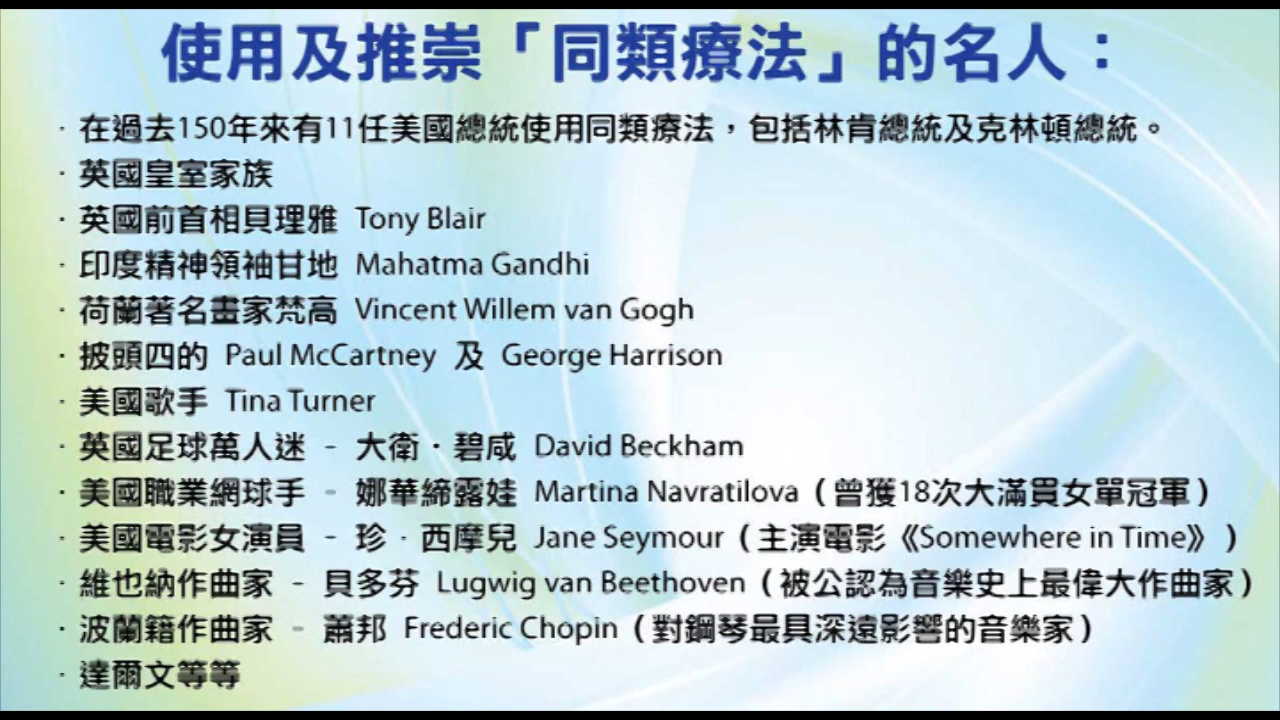 使用及推崇「同類療法」的名人：
· 在過去150年來有11任美國總統使用同類療法，包括林肯總統及克林頓總統。
· 英國皇室家族
· 英國前首相貝理雅 Tony Blair
· 印度精神領袖甘地 Mahatma Gandhi
· 荷蘭著名畫家梵高 Vincent Willem van Gogh
· 披頭四的 Paul McCartney 及 George Harrison
· 美國歌手 Tina Turner
· 英國足球萬人迷 - 大衛·碧咸 David Beckham
· 美國職業網球手 - 娜華締露娃 Martina Navratilova（曾獲18次大滿貫女單冠軍）
· 美國電影女演員 - 珍·西摩兒 Jane Seymour（主演電影《Somewhere in Time》）
· 維也納作曲家 - 貝多芬 Lugwig van Beethoven（被公認為音樂史上最偉大作曲家）
· 波蘭籍作曲家 - 蕭邦 Frederic Chopin（對鋼琴最具深遠影響的音樂家）
· 達爾文等等